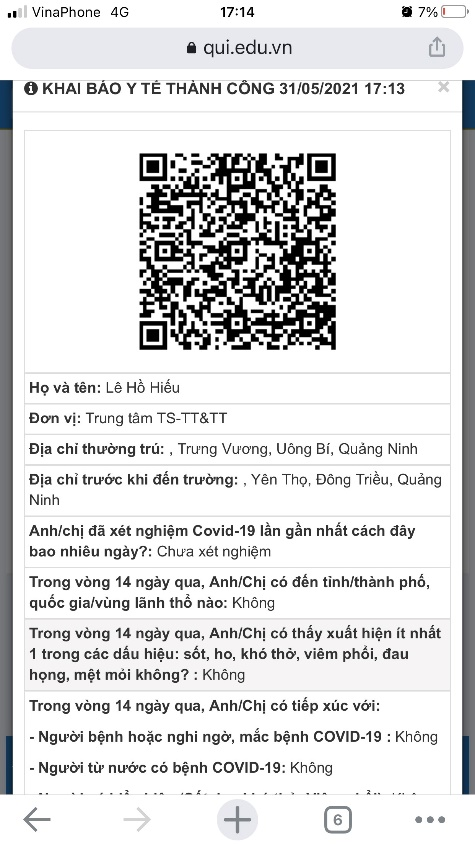 VinaPhone 4G 17:14 7%
qui.edu.vn
KHAI BÁO Y TẾ THÀNH CÔNG 31/05/2021 17:13 ×
Họ và tên: Lê Hồ Hiếu
Đơn vị: Trung tâm TS-TT&TT
Địa chỉ thường trú: , Trưng Vương, Uông Bí, Quảng Ninh
Địa chỉ trước khi đến trường: , Yên Thọ, Đông Triều, Quảng
Ninh
Anh/chị đã xét nghiệm Covid-19 lần gần nhất cách đây
bao nhiêu ngày?: Chưa xét nghiệm
Trong vòng 14 ngày qua, Anh/Chị có đến tỉnh/thành phố,
quốc gia/vùng lãnh thổ nào: Không
Trong vòng 14 ngày qua, Anh/Chị có thấy xuất hiện ít nhất
1 trong các dấu hiệu: sốt, ho, khó thở, viêm phổi, đau
họng, mệt mỏi không? : Không
Trong vòng 14 ngày qua, Anh/Chị có tiếp xúc với:
- Người bệnh hoặc nghi ngờ, mắc bệnh COVID-19 : Không
- Người từ nước có bệnh COVID-19: Không
6